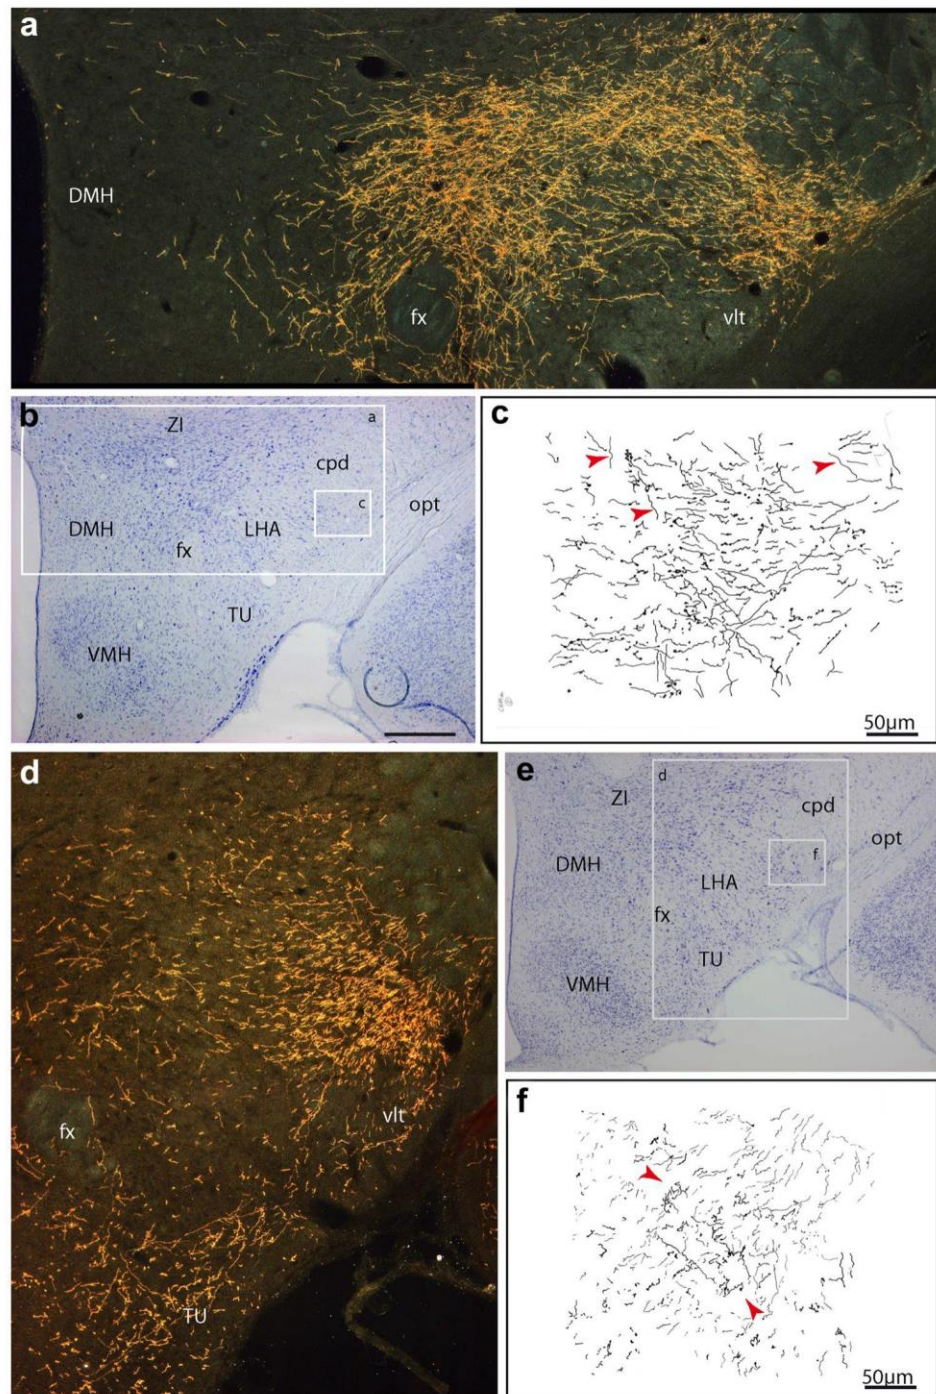 a
DMH
fx
vlt
b
a
ZI
cpd
c
opt
DMH
LHA
fx
TU
VMH
c
50µm
d
fx
vlt
TU
e
d
ZI
cpd
opt
f
DMH
LHA
fx
TU
VMH
f
50µm